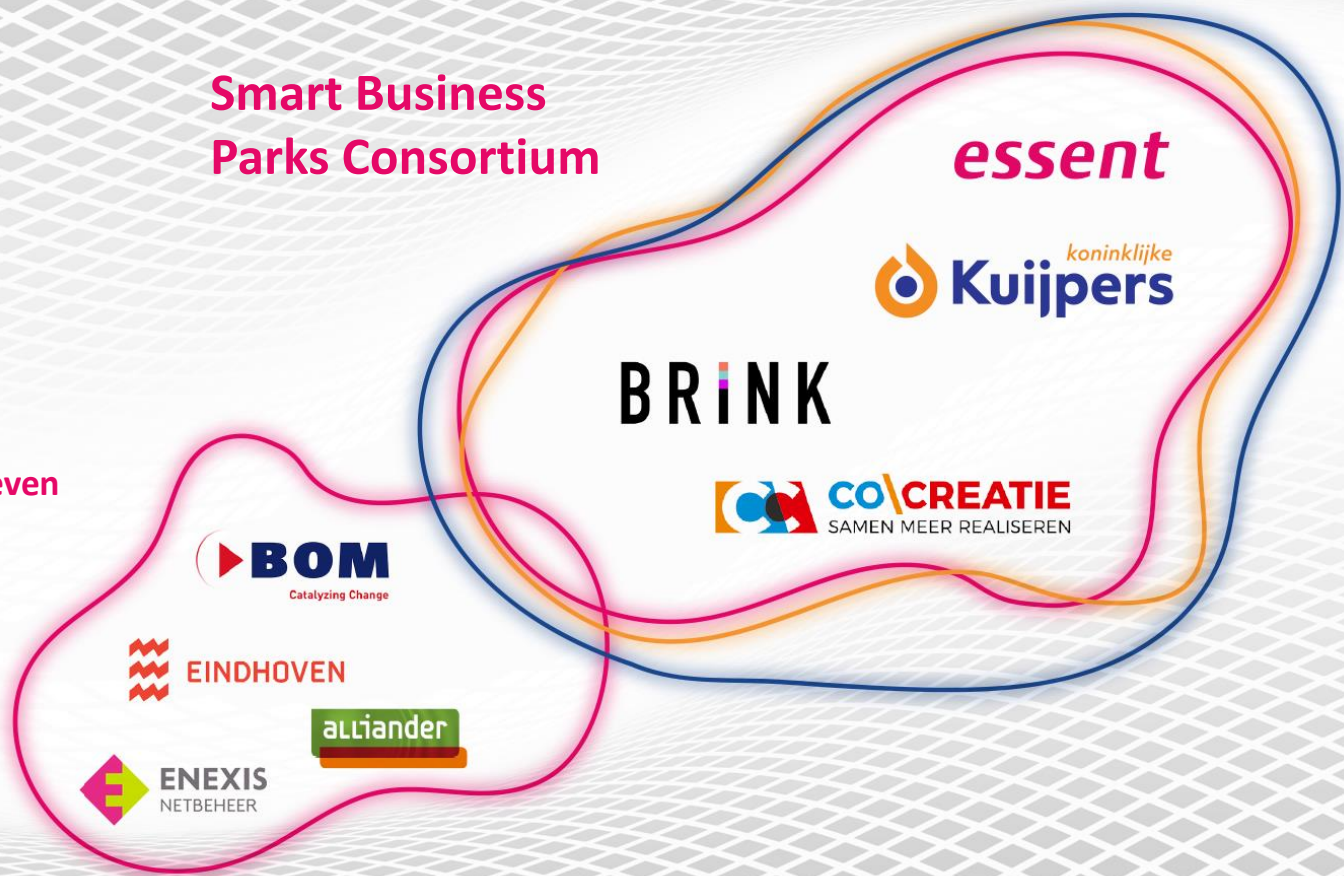 Smart Business
Parks Consortium
essent
koninklijke
Kuijpers
BRiNK
CO\CREATIE
SAMEN MEER REALISEREN
BOM
Catalyzing Change
EINDHOVEN
alliander
ENEXIS
NETBEHEER